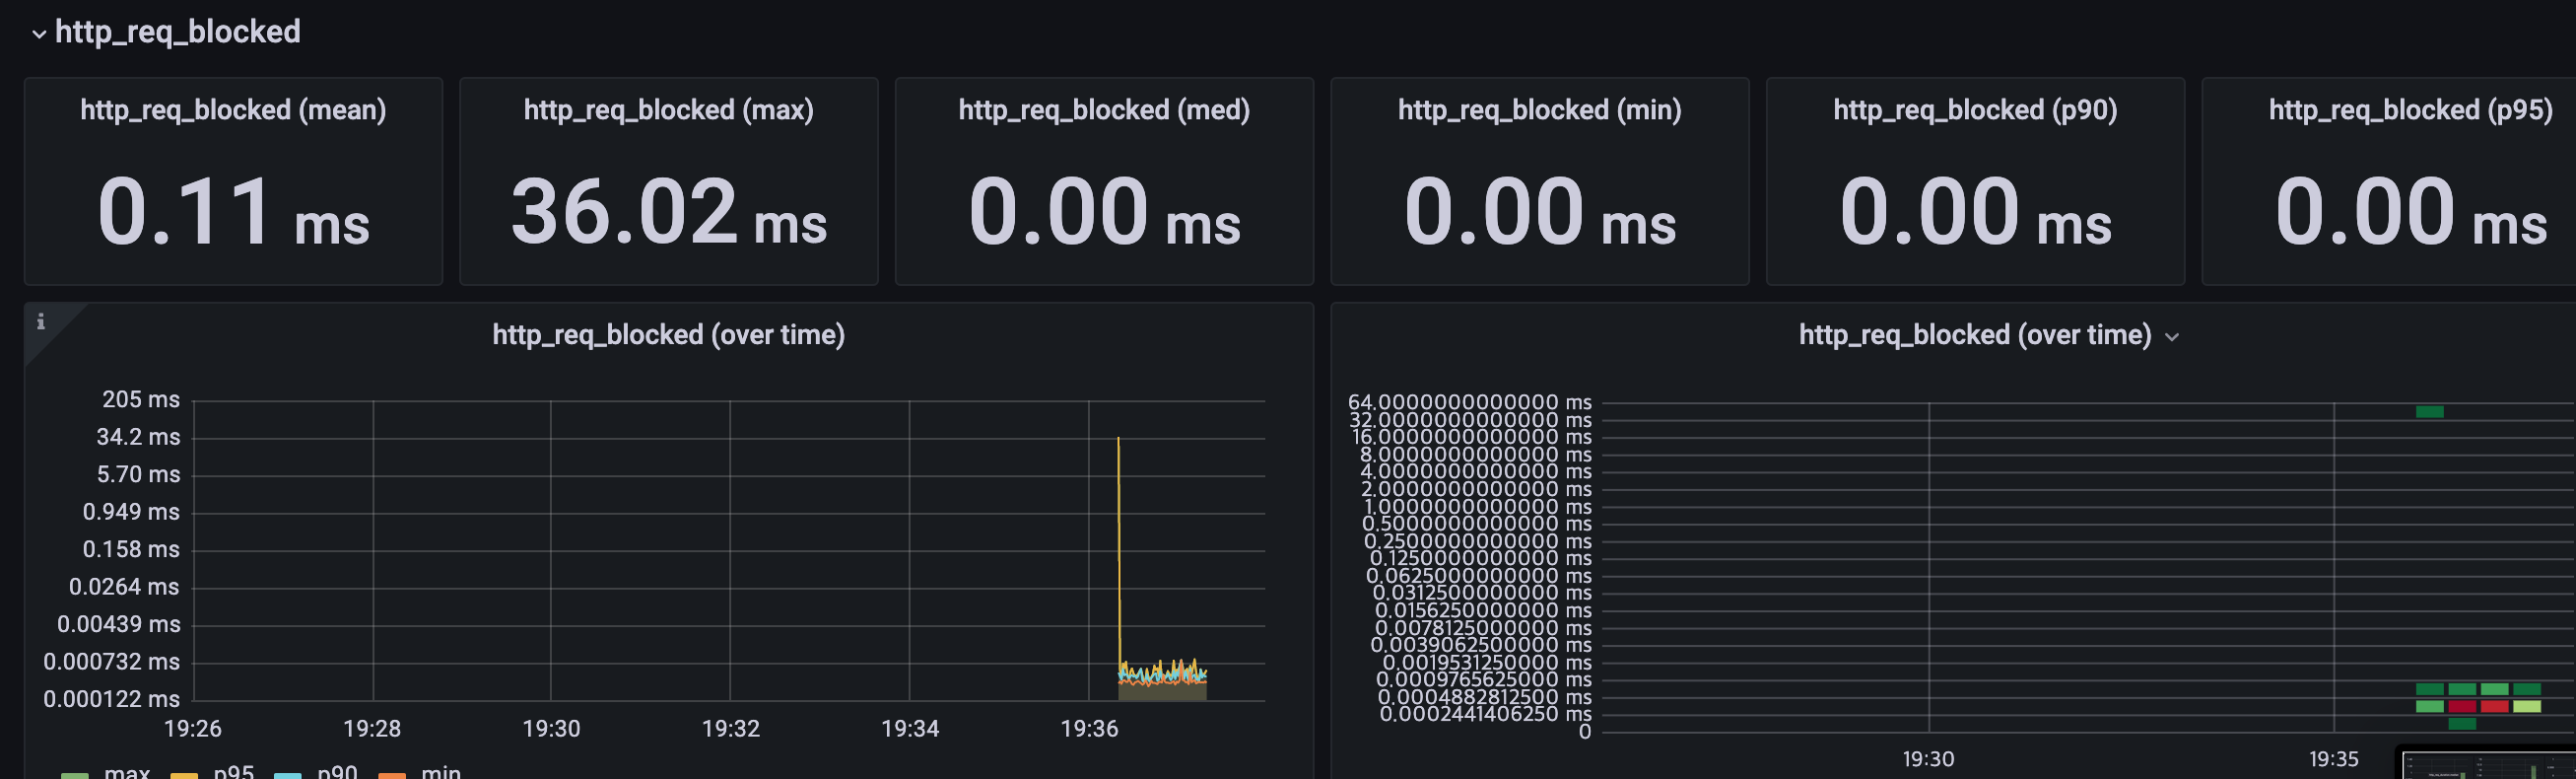 http_req_blocked
http_req_blocked (mean)
0.11 ms
http_req_blocked (max)
36.02 ms
http_req_blocked (med)
0.00 ms
http_req_blocked (min)
0.00 ms
http_req_blocked (p90)
0.00 ms
http_req_blocked (p95)
0.00 ms
i
http_req_blocked (over time)
205 ms
34.2 ms
5.70 ms
0.949 ms
0.158 ms
0.0264 ms
0.00439 ms
0.000732 ms
0.000122 ms
19:26 19:28 19:30 19:32 19:34 19:36
max p95 p90 min
http_req_blocked (over time)
64.0000000000000 ms
32.0000000000000 ms
16.0000000000000 ms
8.0000000000000 ms
4.0000000000000 ms
2.0000000000000 ms
1.0000000000000 ms
0.5000000000000 ms
0.2500000000000 ms
0.1250000000000 ms
0.0625000000000 ms
0.0312500000000 ms
0.0156250000000 ms
0.0078125000000 ms
0.0039062500000 ms
0.0019531250000 ms
0.0009765625000 ms
0.0004882812500 ms
0.0002441406250 ms
0
19:30 19:35